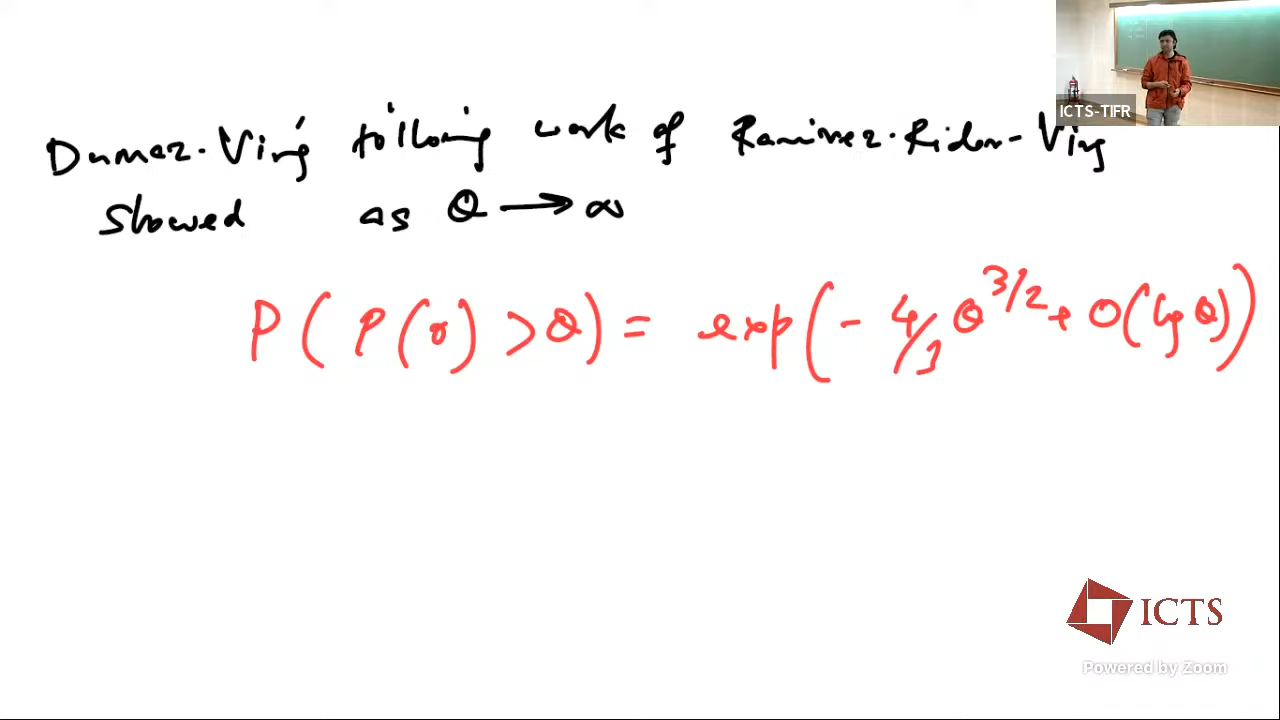 Dumaz-Virág following work of Ramirez-Rider-Virag
showed as θ ⟶ ∞
P( P(0) > θ) = exp( - 4/3 θ^{3/2} + O(log θ))
ICTS-TIFR
ICTS
Powered by Zoom